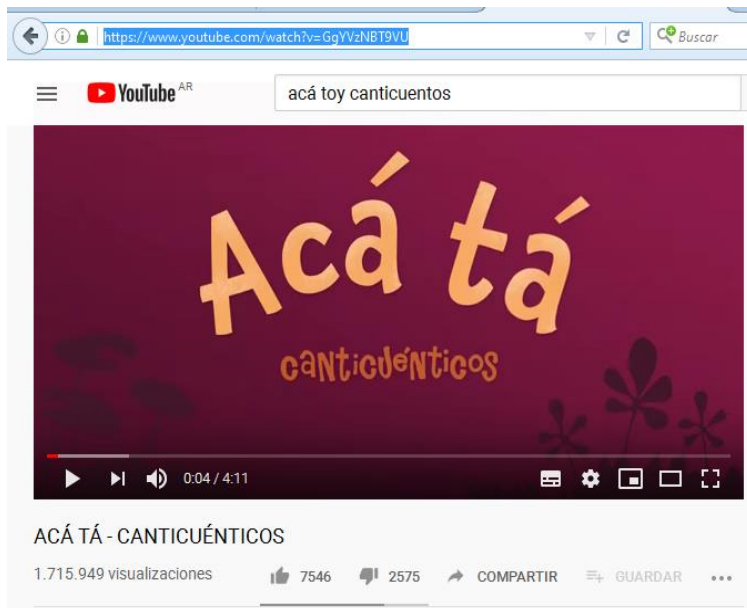 https://www.youtube.com/watch?v=GgYVzNBT9VU
Buscar
YouTube AR
acá toy canticuentos
Acá tá
canticuénticos
0:04 / 4:11
ACÁ TÁ - CANTICUÉNTICOS
1.715.949 visualizaciones 7546 2575 COMPARTIR GUARDAR